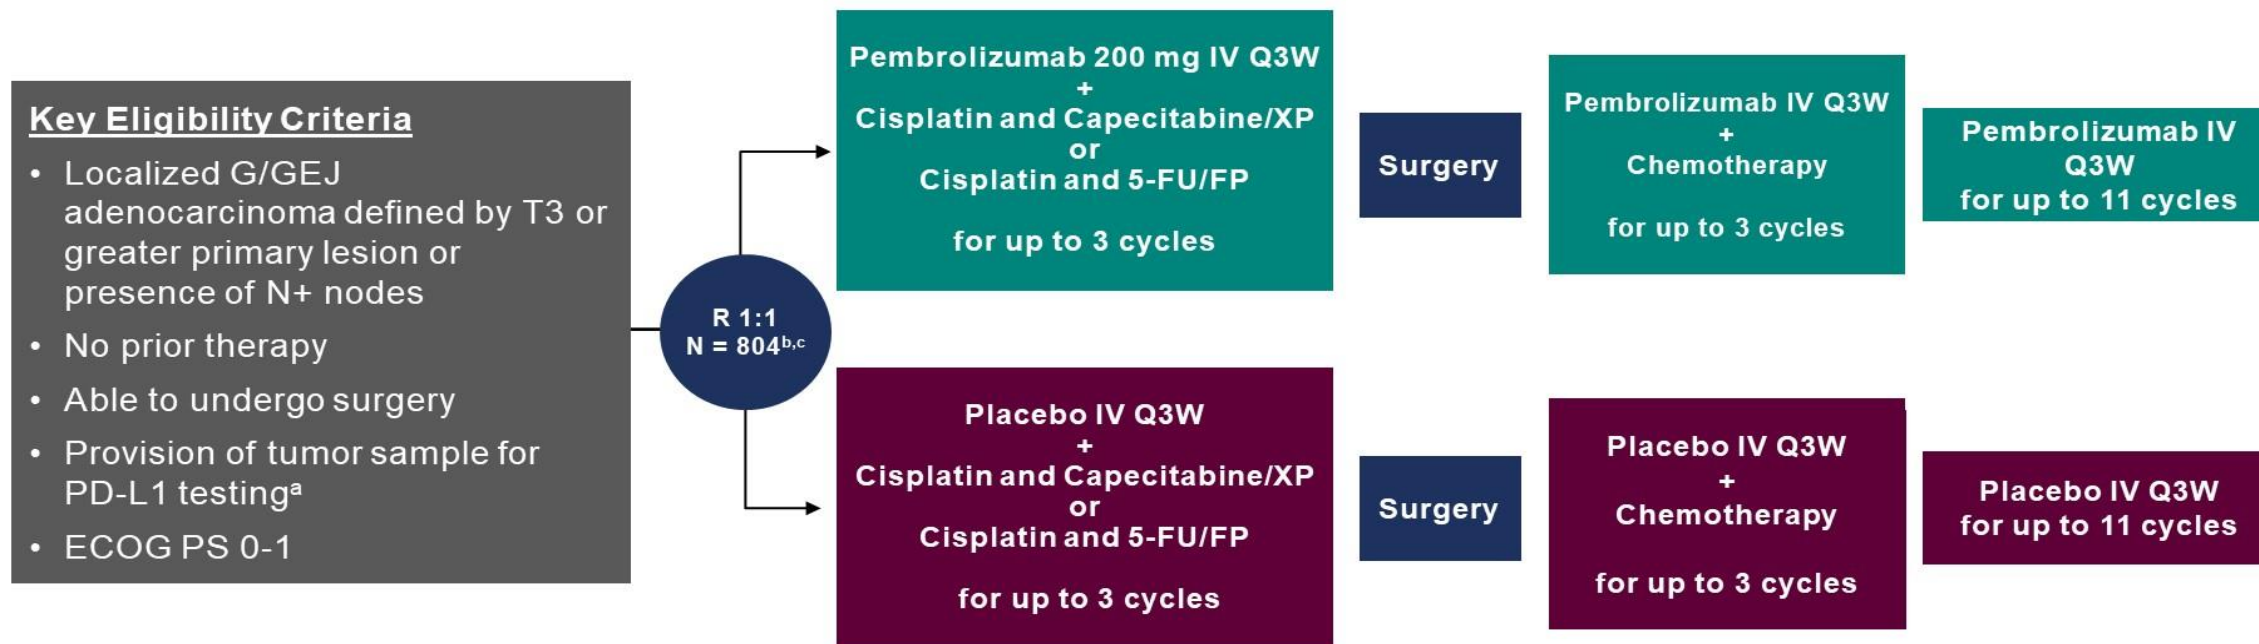 Key Eligibility Criteria
• Localized G/GEJ
adenocarcinoma defined by T3 or
greater primary lesion or
presence of N+ nodes
• No prior therapy
• Able to undergo surgery
• Provision of tumor sample for
PD-L1 testingᵃ
• ECOG PS 0-1
R 1:1
N = 804ᵇ,ᶜ
Pembrolizumab 200 mg IV Q3W
+
Cisplatin and Capecitabine/XP
or
Cisplatin and 5-FU/FP
for up to 3 cycles
Surgery
Pembrolizumab IV Q3W
+
Chemotherapy
for up to 3 cycles
Pembrolizumab IV
Q3W
for up to 11 cycles
Placebo IV Q3W
+
Cisplatin and Capecitabine/XP
or
Cisplatin and 5-FU/FP
for up to 3 cycles
Surgery
Placebo IV Q3W
+
Chemotherapy
for up to 3 cycles
Placebo IV Q3W
for up to 11 cycles